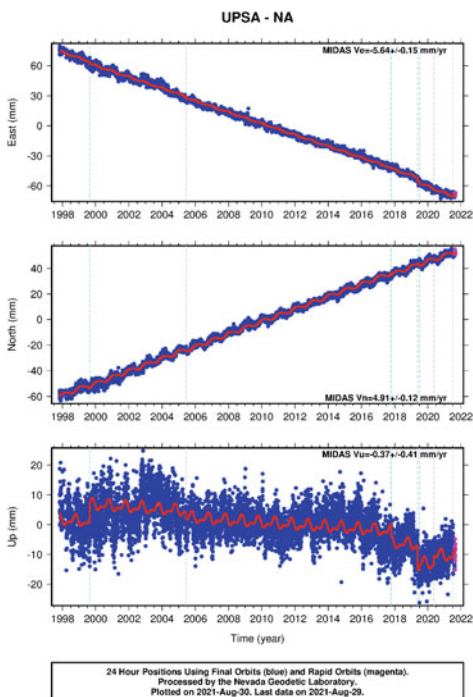 UPSA - NA
MIDAS Ve=-5.64+/-0.15 mm/yr
East (mm)
60
30
0
-30
-60
1998 2000 2002 2004 2006 2008 2010 2012 2014 2016 2018 2020 2022
North (mm)
40
20
0
-20
-40
-60
MIDAS Vn=4.91+/-0.12 mm/yr
1998 2000 2002 2004 2006 2008 2010 2012 2014 2016 2018 2020 2022
MIDAS Vu=-0.37+/-0.41 mm/yr
Up (mm)
20
10
0
-10
-20
1998 2000 2002 2004 2006 2008 2010 2012 2014 2016 2018 2020 2022
Time (year)
24 Hour Positions Using Final Orbits (blue) and Rapid Orbits (magenta).
Processed by the Nevada Geodetic Laboratory.
Plotted on 2021-Aug-30. Last data on 2021-Aug-29.